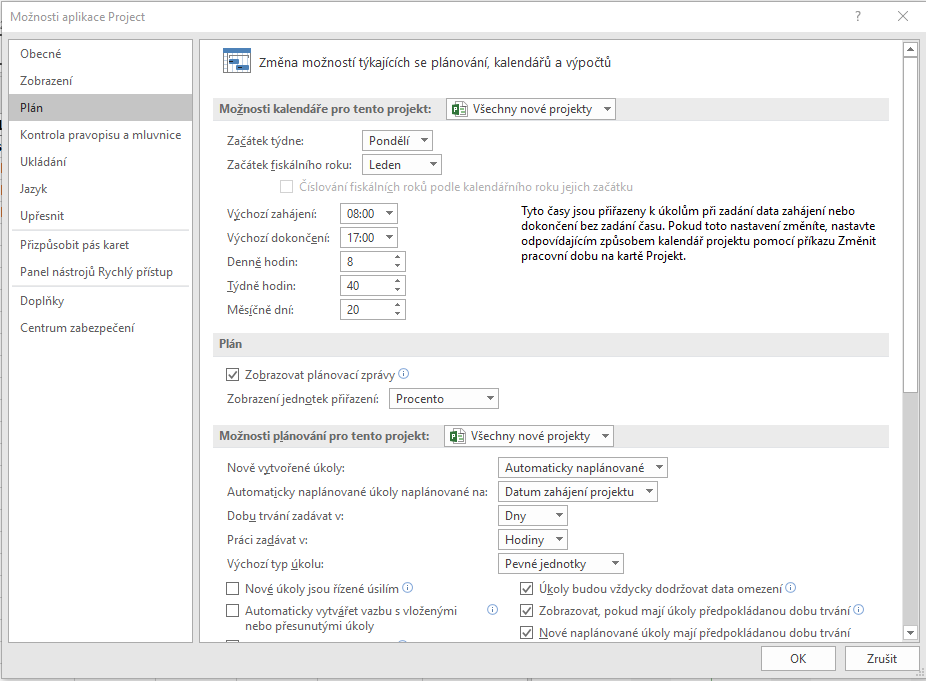 Možnosti aplikace Project
Obecné
Zobrazení
Plán
Kontrola pravopisu a mluvnice
Ukládání
Jazyk
Upřesnit
Přizpůsobit pás karet
Panel nástrojů Rychlý přístup
Doplňky
Centrum zabezpečení
Změna možností týkajících se plánování, kalendářů a výpočtů
Možnosti kalendáře pro tento projekt: Všechny nové projekty
Začátek týdne: Pondělí
Začátek fiskálního roku: Leden
Číslování fiskálních roků podle kalendářního roku jejich začátku
Výchozí zahájení: 08:00
Výchozí dokončení: 17:00
Denně hodin: 8
Týdně hodin: 40
Měsíčně dní: 20
Tyto časy jsou přiřazeny k úkolům při zadání data zahájení nebo
dokončení bez zadání času. Pokud toto nastavení změníte, nastavte
odpovídajícím způsobem kalendář projektu pomocí příkazu Změnit
pracovní dobu na kartě Projekt.
Plán
Zobrazovat plánovací zprávy
Zobrazení jednotek přiřazení: Procento
Možnosti plánování pro tento projekt: Všechny nové projekty
Nově vytvořené úkoly: Automaticky naplánované
Automaticky naplánované úkoly naplánované na: Datum zahájení projektu
Dobu trvání zadávat v: Dny
Práci zadávat v: Hodiny
Výchozí typ úkolu: Pevné jednotky
Nové úkoly jsou řízené úsilím
Automaticky vytvářet vazbu s vloženými
nebo přesunutými úkoly
Úkoly budou vždycky dodržovat data omezení
Zobrazovat, pokud mají úkoly předpokládanou dobu trvání
Nové naplánované úkoly mají předpokládanou dobu trvání
OK
Zrušit